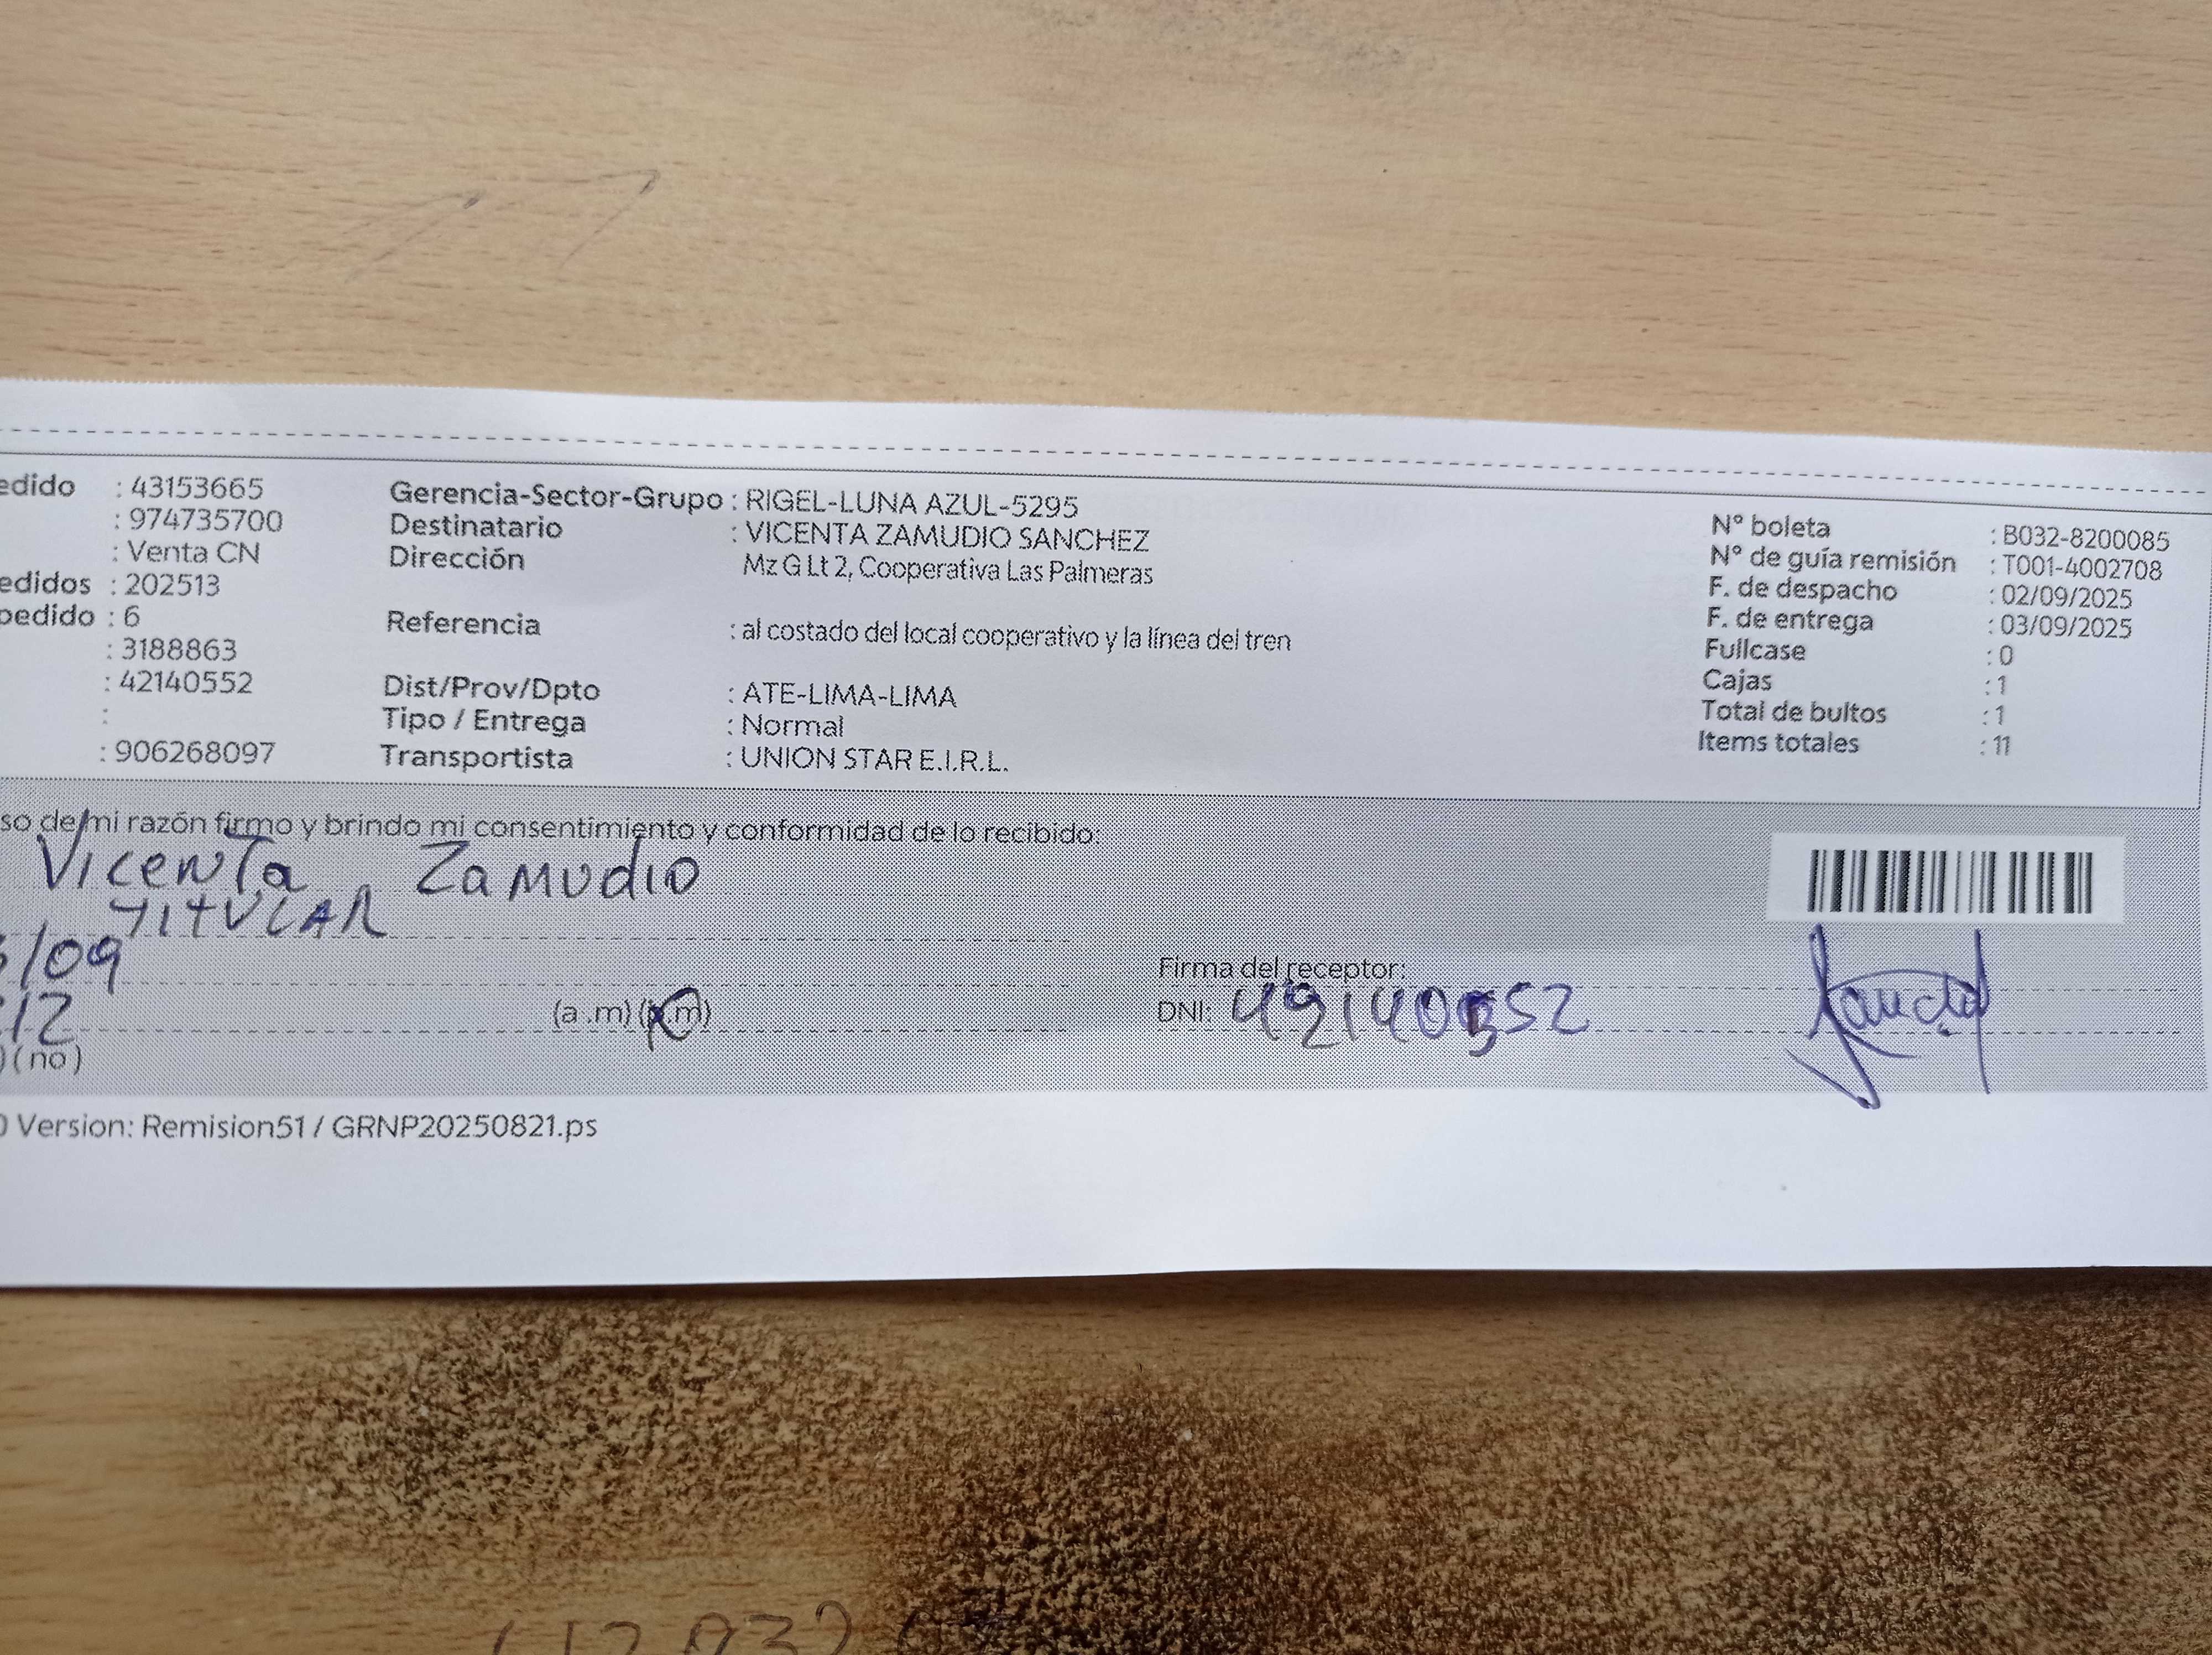 edido : 43153665
: 974735700
: Venta CN
edidos : 202513
pedido : 6
: 3188863
: 42140552
:
: 906268097
Gerencia-Sector-Grupo : RIGEL-LUNA AZUL-5295
Destinatario : VICENTA ZAMUDIO SANCHEZ
Dirección Mz G Lt 2, Cooperativa Las Palmeras
Referencia : al costado del local cooperativo y la línea del tren
Dist/Prov/Dpto : ATE-LIMA-LIMA
Tipo / Entrega : Normal
Transportista : UNION STAR E.I.R.L.
N° boleta : B032-8200085
N° de guía remisión : T001-4002708
F. de despacho : 02/09/2025
F. de entrega : 03/09/2025
Fullcase : 0
Cajas : 1
Total de bultos : 1
Items totales : 11
so de mi razón firmo y brindo mi consentimiento y conformidad de lo recibido:
Vicenta Zamudio
TITULAR
/09
:12 (a .m) (p.m)
) (no)
Firma del receptor:
DNI:
) Version: Remision51 / GRNP20250821.ps